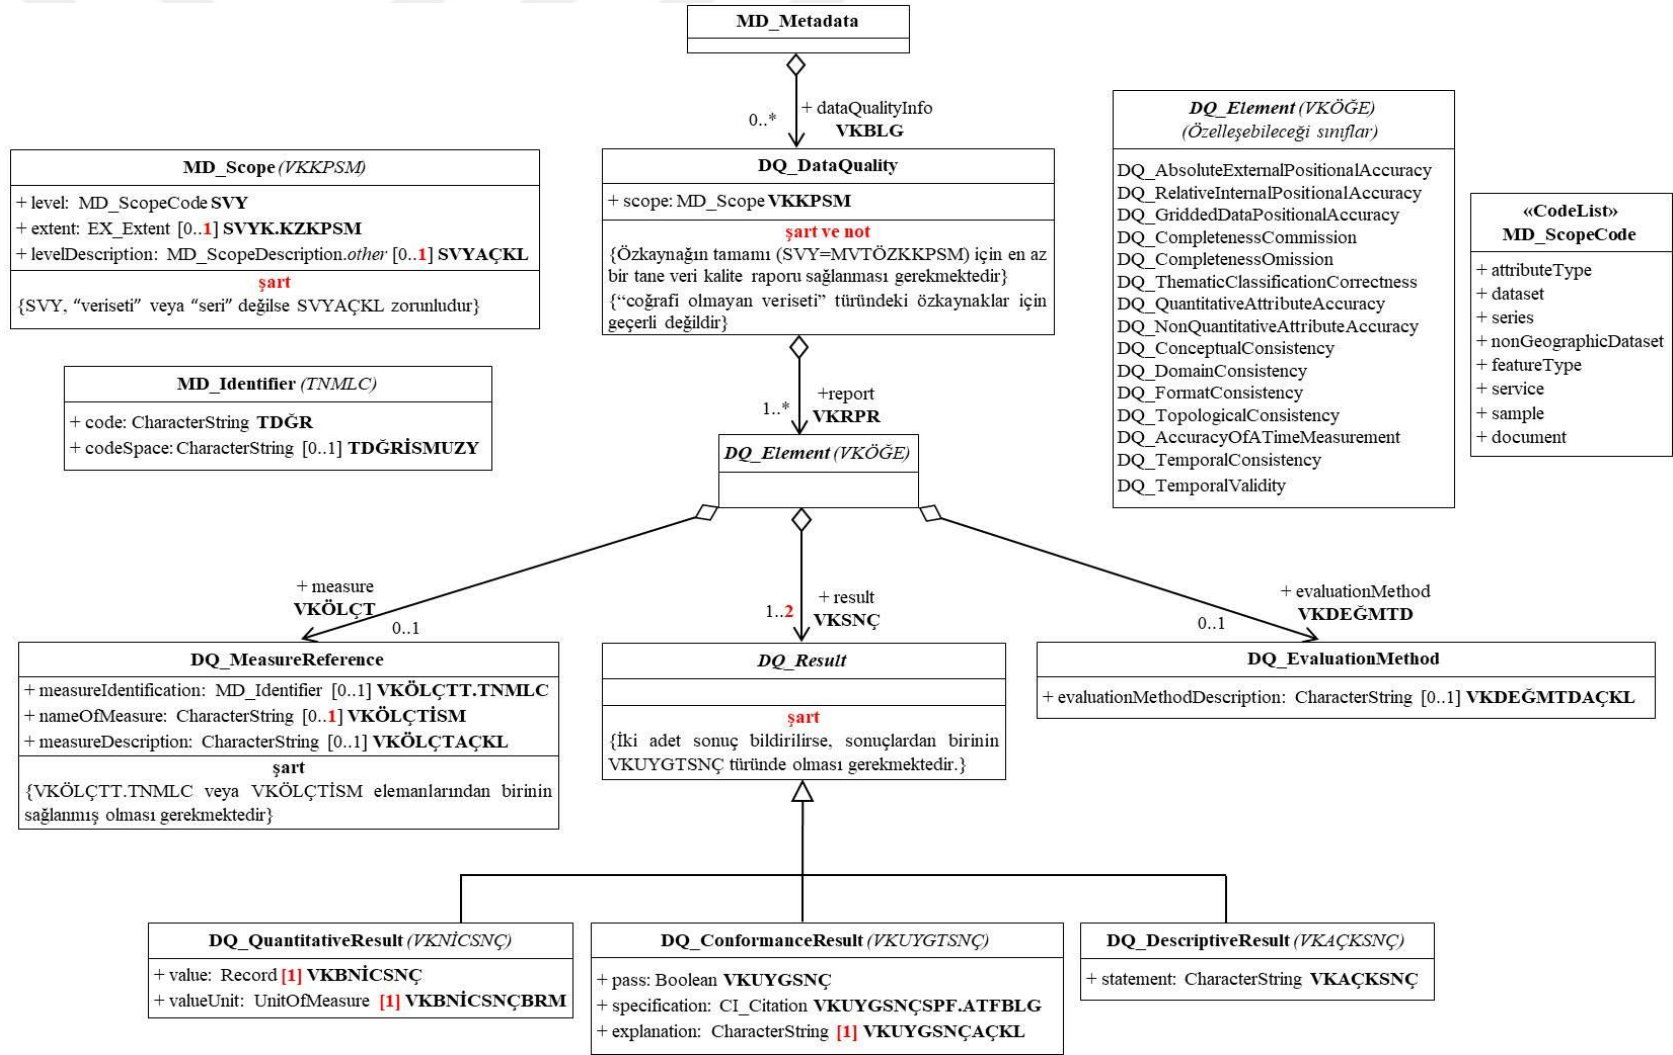 MD_Metadata
+ dataQualityInfo
0..*
VKBLG
MD_Scope (VKKPSM)
+ level: MD_ScopeCode SVY
+ extent: EX_Extent [0..1] SVYK.KZKPSM
+ levelDescription: MD_ScopeDescription.other [0..1] SVYAÇKL
şart
{SVY, "veriseti" veya "seri" değilse SVYAÇKL zorunludur}
DQ_DataQuality
+ scope: MD_Scope VKKPSM
şart ve not
{Özkaynağın tamamı (SVY=MVTÖZKKPSM) için en az
bir tane veri kalite raporu sağlanması gerekmektedir}
{“coğrafi olmayan veriseti” türündeki özkaynaklar için
geçerli değildir}
DQ_Element (VKÖĞE)
(Özelleşebileceği sınıflar)
DQ_AbsoluteExternalPositionalAccuracy
DQ_RelativeInternalPositionalAccuracy
DQ_GriddedDataPositionalAccuracy
DQ_CompletenessCommission
DQ_CompletenessOmission
DQ_ThematicClassificationCorrectness
DQ_QuantitativeAttributeAccuracy
DQ_NonQuantitativeAttributeAccuracy
DQ_ConceptualConsistency
DQ_DomainConsistency
DQ_FormatConsistency
DQ_TopologicalConsistency
DQ_AccuracyOfATimeMeasurement
DQ_TemporalConsistency
DQ_TemporalValidity
«CodeList»
MD_ScopeCode
+ attributeType
+ dataset
+ series
+ nonGeographicDataset
+ featureType
+ service
+ sample
+ document
MD_Identifier (TNMLC)
+ code: CharacterString TDĞR
+ codeSpace: CharacterString [0..1] TDĞRİSMUZY
+report
1..*
VKRPR
DQ_Element (VKÖĞE)
+ measure
VKÖLÇT
0..1
+ result
1..2
VKSNÇ
+ evaluationMethod
VKDEĞMTD
0..1
DQ_MeasureReference
+ measureIdentification: MD_Identifier [0..1] VKÖLÇTT.TNMLC
+ nameOfMeasure: CharacterString [0..1] VKÖLÇTİSM
+ measureDescription: CharacterString [0..1] VKÖLÇTAÇKL
şart
{VKÖLÇTT.TNMLC veya VKÖLÇTİSM elemanlarından birinin
sağlanmış olması gerekmektedir}
DQ_Result
şart
{İki adet sonuç bildirilirse, sonuçlardan birinin
VKUYGTSNÇ türünde olması gerekmektedir.}
DQ_EvaluationMethod
+ evaluationMethodDescription: CharacterString [0..1] VKDEĞMTDAÇKL
DQ_QuantitativeResult (VKNİCSNÇ)
+ value: Record [1] VKBNİCSNÇ
+ valueUnit: UnitOfMeasure [1] VKBNİCSNÇBRM
DQ_ConformanceResult (VKUYGTSNÇ)
+ pass: Boolean VKUYGSNÇ
+ specification: CI_Citation VKUYGSNÇSPF.ATFBLG
+ explanation: CharacterString [1] VKUYGSNÇAÇKL
DQ_DescriptiveResult (VKAÇKSNÇ)
+ statement: CharacterString VKAÇKSNÇ